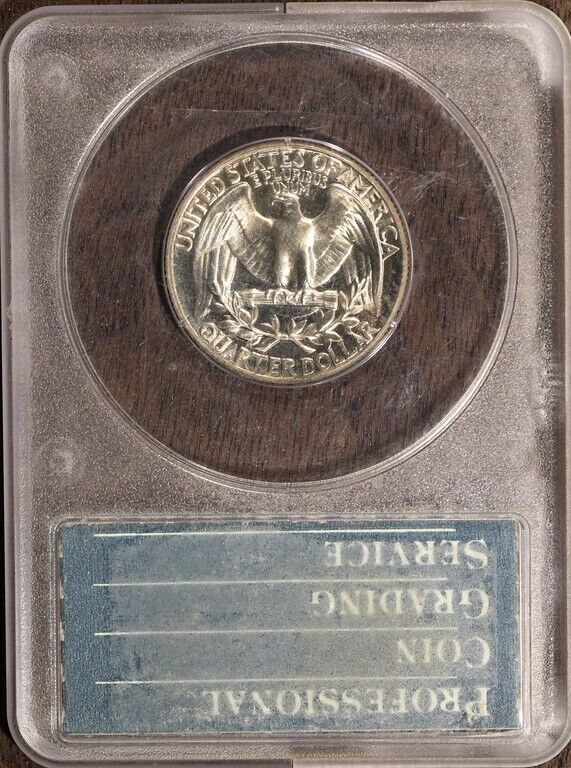 UNITED STATES OF AMERICA
E PLURIBUS
UNUM
QUARTER DOLLAR
PROFESSIONAL
COIN
GRADING
SERVICE